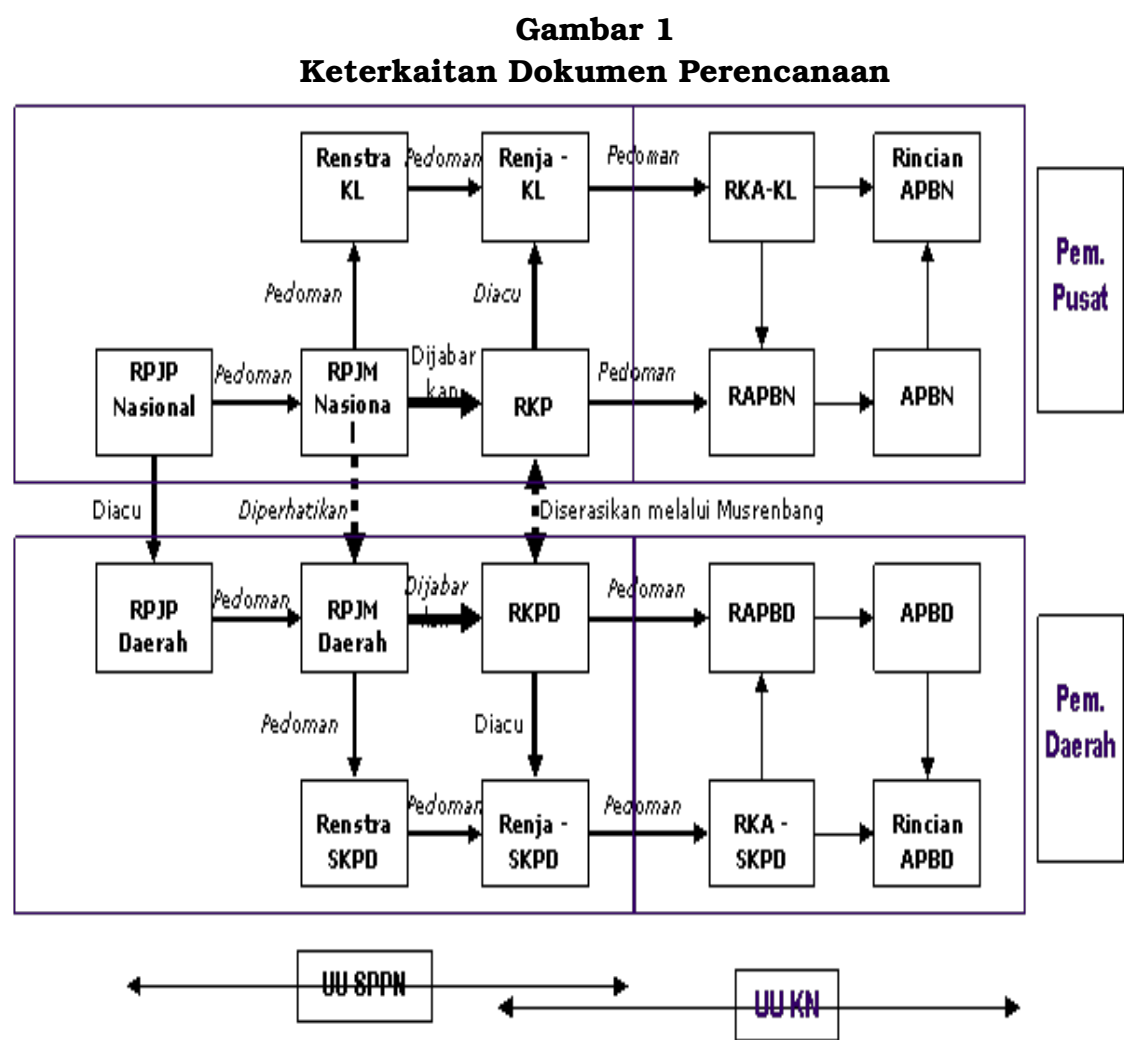 Gambar 1
Keterkaitan Dokumen Perencanaan
Renstra
KL
Pedoman
Renja -
KL
Pedoman
RKA-KL
Rincian
APBN
Pem.
Pusat
Pedoman
Diacu
RPJP
Nasional
Pedoman
RPJM
Nasiona
Dijabar
kan
RKP
Pedoman
RAPBN
APBN
Diacu
Diperhatikan
Diserasikan melalui Musrenbang
RPJP
Daerah
Pedoman
RPJM
Daerah
Dijabar
kan
RKPD
Pedoman
RAPBD
APBD
Pem.
Daerah
Pedoman
Diacu
Renstra
SKPD
Pedoman
Renja -
SKPD
Pedoman
RKA -
SKPD
Rincian
APBD
UU SPPN
UU KN